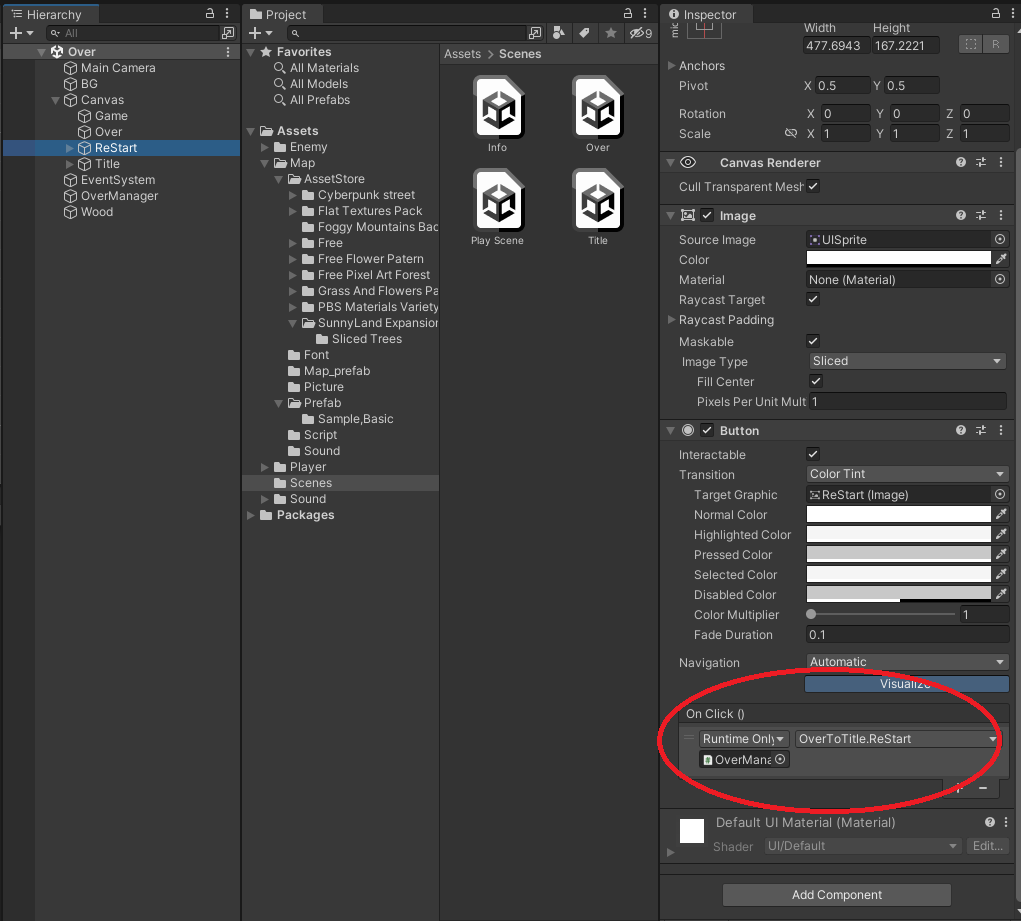 Hierarchy
All
Over
Main Camera
BG
Canvas
Game
Over
ReStart
Title
EventSystem
OverManager
Wood
Project
9
Favorites
All Materials
All Models
All Prefabs
Assets
Enemy
Map
AssetStore
Cyberpunk street
Flat Textures Pack
Foggy Mountains Bac
Free
Free Flower Patern
Free Pixel Art Forest
Grass And Flowers Pa
PBS Materials Variety
SunnyLand Expansion
Sliced Trees
Font
Map_prefab
Picture
Prefab
Sample,Basic
Script
Sound
Player
Scenes
Sound
Packages
Assets > Scenes
Info
Over
Play Scene
Title
Inspector
Width Height
477.6943 167.2221 R
Anchors
Pivot X 0.5 Y 0.5
Rotation X 0 Y 0 Z 0
Scale X 1 Y 1 Z 1
Canvas Renderer
Cull Transparent Mesh
Image
Source Image UISprite
Color
Material None (Material)
Raycast Target
Raycast Padding
Maskable
Image Type Sliced
Fill Center
Pixels Per Unit Mult 1
Button
Interactable
Transition Color Tint
Target Graphic ReStart (Image)
Normal Color
Highlighted Color
Pressed Color
Selected Color
Disabled Color
Color Multiplier 1
Fade Duration 0.1
Navigation Automatic
Visualize
On Click ()
Runtime Only OverToTitle.ReStart
OverMana
Default UI Material (Material)
Shader UI/Default Edit...
Add Component